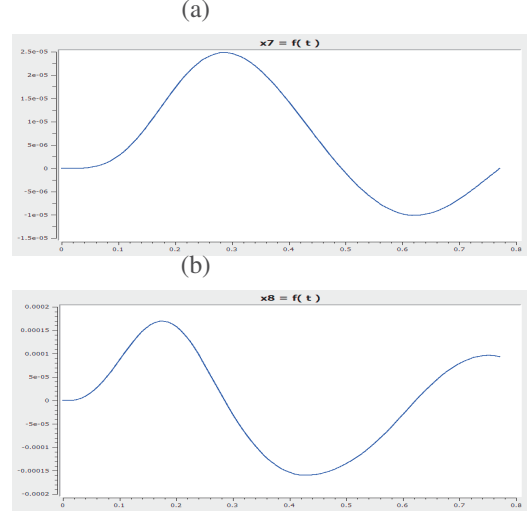 (a)
x7 = f( t )
2.5e-05
2e-05
1.5e-05
1e-05
5e-06
0
-5e-06
-1e-05
-1.5e-05
0 0.1 0.2 0.3 0.4 0.5 0.6 0.7 0.8
(b)
x8 = f( t )
0.0002
0.00015
0.0001
5e-05
0
-5e-05
-0.0001
-0.00015
-0.0002
0 0.1 0.2 0.3 0.4 0.5 0.6 0.7 0.8